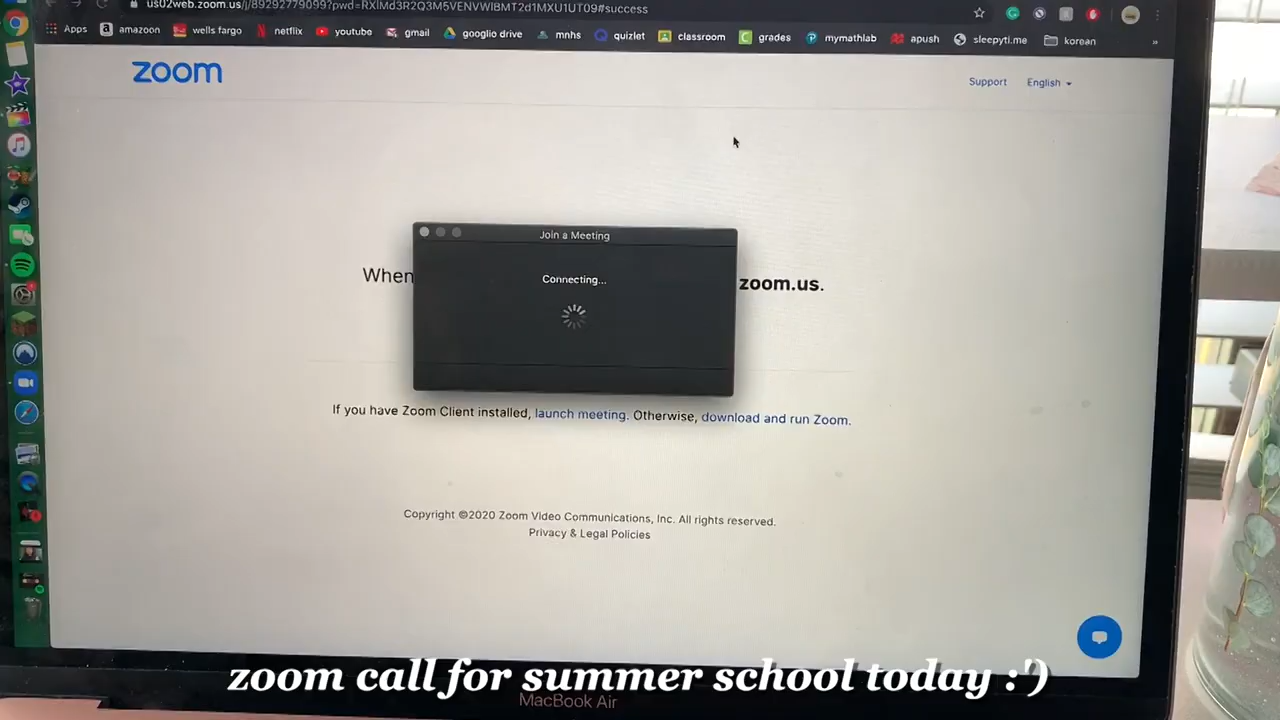 us02web.zoom.us/j/89292779099?pwd=RXlMd3R2Q3M5VENVWlBMT2d1MXU1UT09#success
Apps amazoon wells fargo netflix youtube gmail googlio drive mnhs quizlet classroom grades mymathlab apush sleepyti.me korean »
zoom Support English
Join a Meeting
Connecting...
When zoom.us.
If you have Zoom Client installed, launch meeting. Otherwise, download and run Zoom.
Copyright ©2020 Zoom Video Communications, Inc. All rights reserved.
Privacy & Legal Policies
zoom call for summer school today :')
MacBook Air